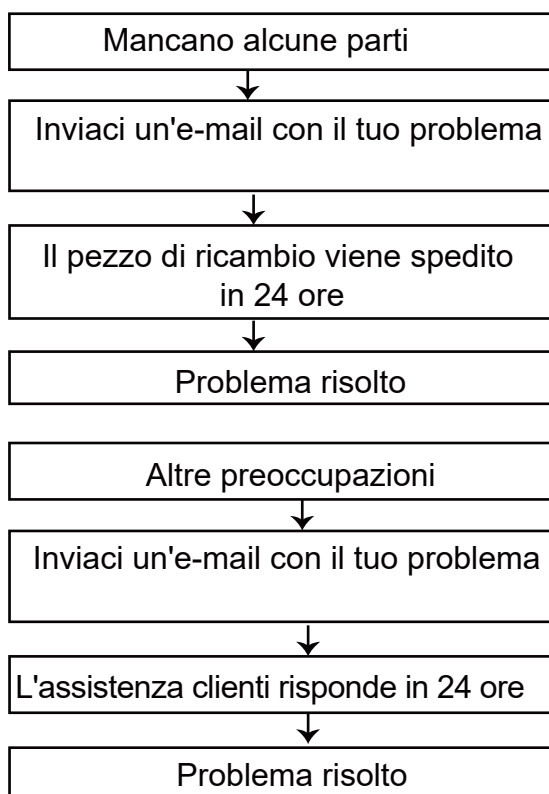 Mancano alcune parti
Inviaci un'e-mail con il tuo problema
Il pezzo di ricambio viene spedito
in 24 ore
Problema risolto
Altre preoccupazioni
Inviaci un'e-mail con il tuo problema
L'assistenza clienti risponde in 24 ore
Problema risolto